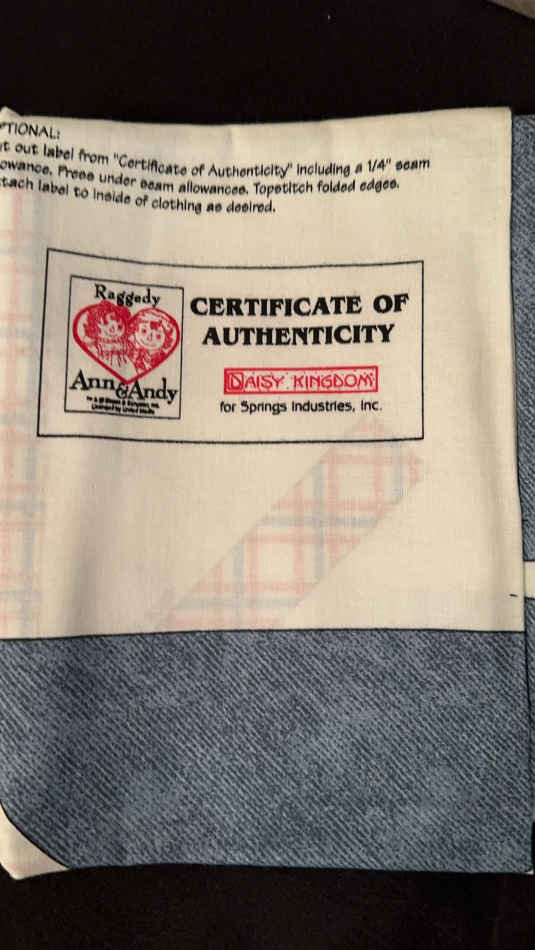 TIONAL:
t out label from "Certificate of Authenticity" including a 1/4" seam
owance. Press under seam allowances. Topstitch folded edges.
tach label to inside of clothing as desired.
Raggedy
Ann & Andy
CERTIFICATE OF
AUTHENTICITY
DAISY KINGDOM
for Springs Industries, Inc.